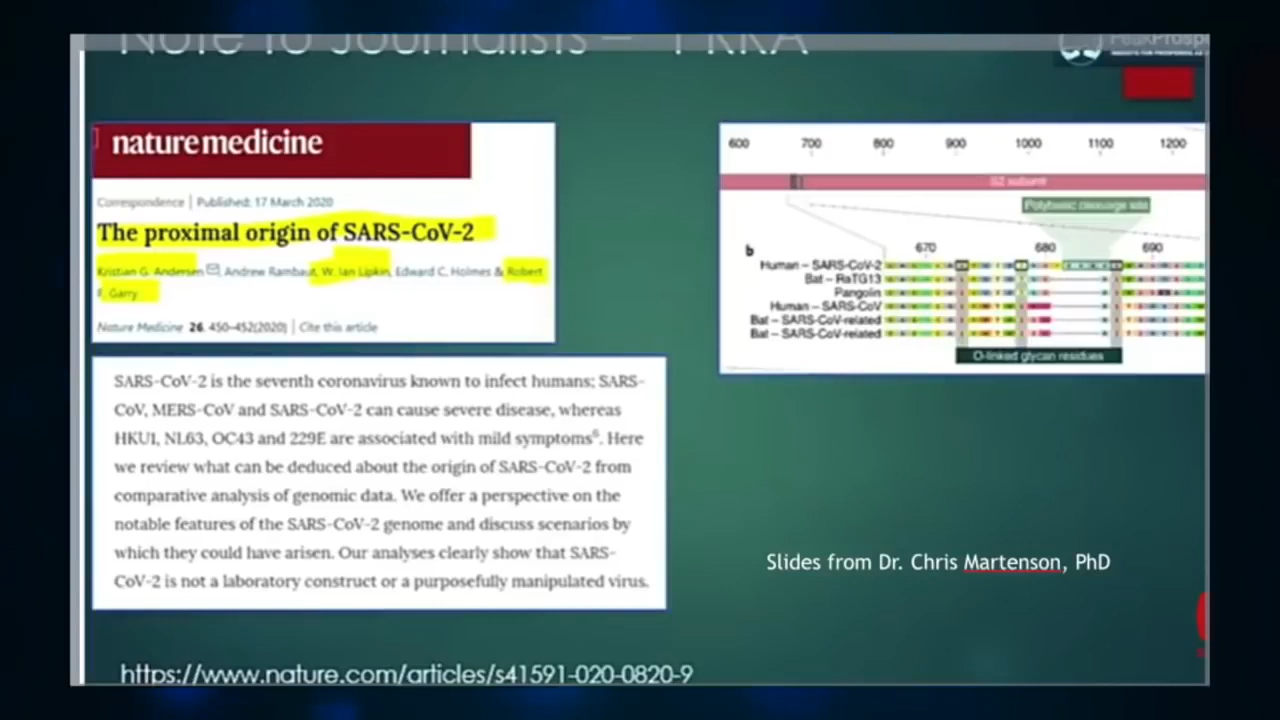 Note to Journalists – PRRA
PeakProsp
nature medicine
Correspondence | Published: 17 March 2020
The proximal origin of SARS-CoV-2
Kristian G. Andersen, Andrew Rambaut, W. Ian Lipkin, Edward C. Holmes & Robert
F. Garry
Nature Medicine 26, 450–452(2020) | Cite this article
SARS-CoV-2 is the seventh coronavirus known to infect humans; SARS-
CoV, MERS-CoV and SARS-CoV-2 can cause severe disease, whereas
HKU1, NL63, OC43 and 229E are associated with mild symptoms6. Here
we review what can be deduced about the origin of SARS-CoV-2 from
comparative analysis of genomic data. We offer a perspective on the
notable features of the SARS-CoV-2 genome and discuss scenarios by
which they could have arisen. Our analyses clearly show that SARS-
CoV-2 is not a laboratory construct or a purposefully manipulated virus.
600 700 800 900 1000 1100 1200
S2 subunit
Polybasic cleavage site
b 670 680 690
Human – SARS-CoV-2
Bat – RaTG13
Pangolin
Human – SARS-CoV
Bat – SARS-CoV-related
Bat – SARS-CoV-related
O-linked glycan residues
Slides from Dr. Chris Martenson, PhD
https://www.nature.com/articles/s41591-020-0820-9